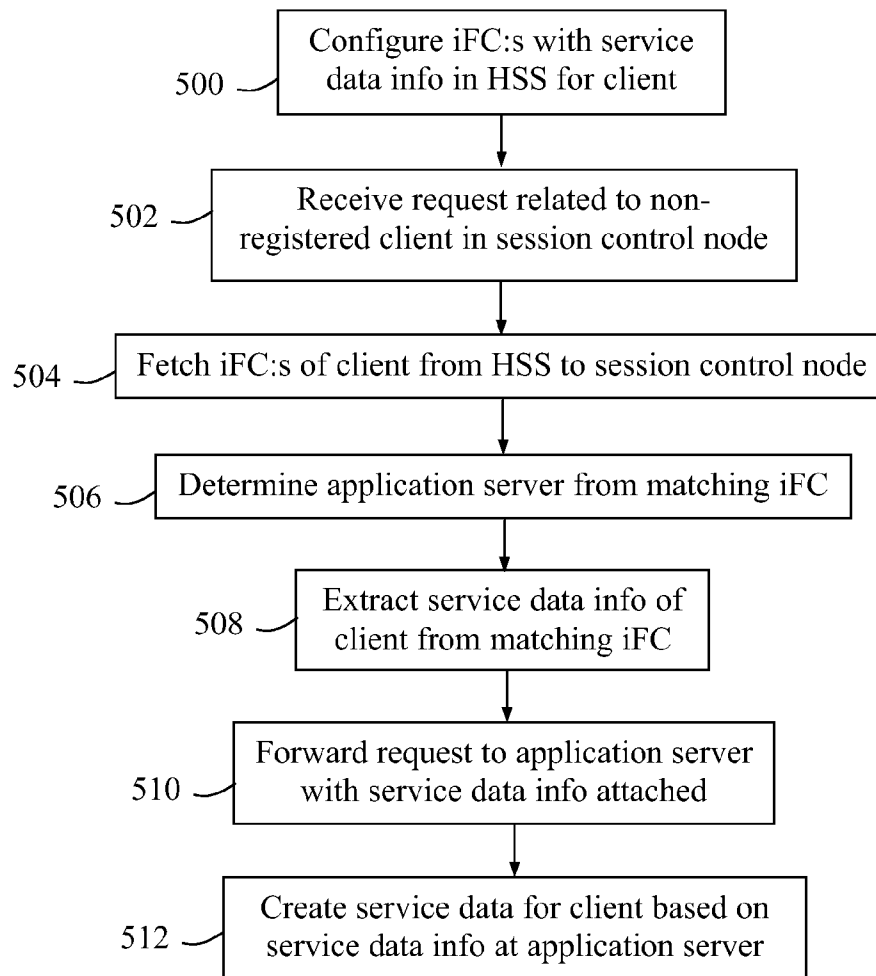 Configure iFC:s with service
data info in HSS for client
500
Receive request related to non-
registered client in session control node
502
Fetch iFC:s of client from HSS to session control node
504
Determine application server from matching iFC
506
Extract service data info of
client from matching iFC
508
Forward request to application server
with service data info attached
510
Create service data for client based on
service data info at application server
512